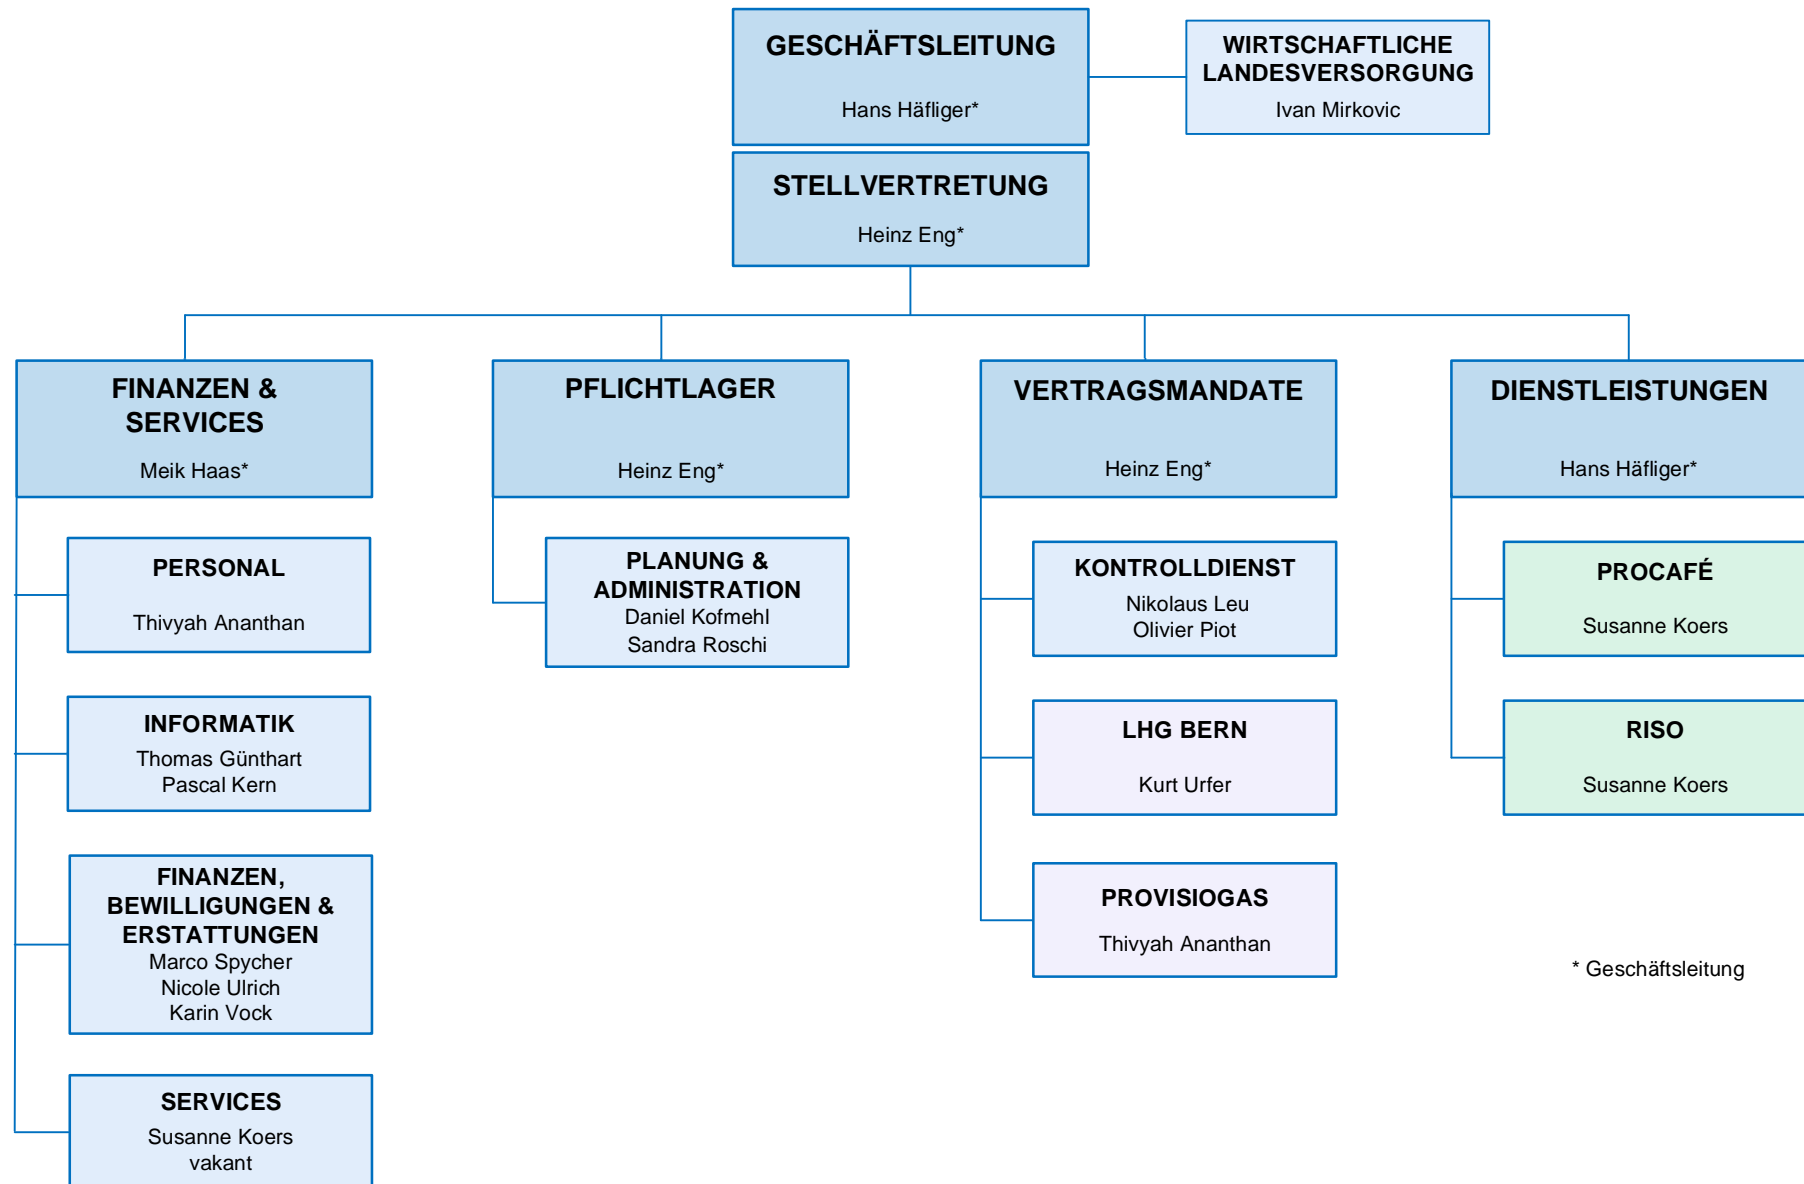 GESCHÄFTSLEITUNG
Hans Häfliger*
WIRTSCHAFTLICHE
LANDESVERSORGUNG
Ivan Mirkovic
STELLVERTRETUNG
Heinz Eng*
FINANZEN &
SERVICES
Meik Haas*
PERSONAL
Thivyah Ananthan
INFORMATIK
Thomas Günthart
Pascal Kern
FINANZEN,
BEWILLIGUNGEN &
ERSTATTUNGEN
Marco Spycher
Nicole Ulrich
Karin Vock
SERVICES
Susanne Koers
vakant
PFLICHTLAGER
Heinz Eng*
PLANUNG &
ADMINISTRATION
Daniel Kofmehl
Sandra Roschi
VERTRAGSMANDATE
Heinz Eng*
KONTROLLDIENST
Nikolaus Leu
Olivier Piot
LHG BERN
Kurt Urfer
PROVISIOGAS
Thivyah Ananthan
DIENSTLEISTUNGEN
Hans Häfliger*
PROCAFÉ
Susanne Koers
RISO
Susanne Koers
* Geschäftsleitung